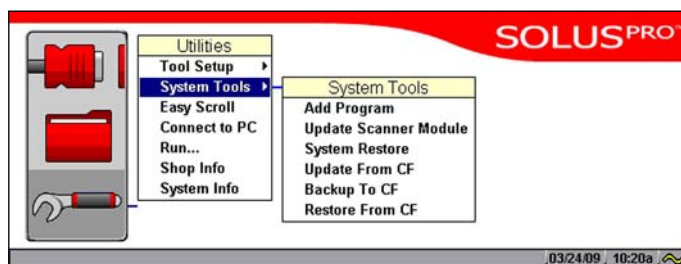 SOLUSPRO™
Utilities
Tool Setup
System Tools
Easy Scroll
Connect to PC
Run...
Shop Info
System Info
System Tools
Add Program
Update Scanner Module
System Restore
Update From CF
Backup To CF
Restore From CF
03/24/09 10:20a